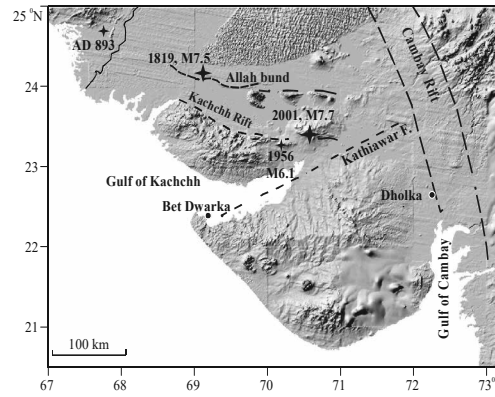 25°N
AD 893
1819, M7.5
Allah bund
24
Kachchh Rift
2001, M7.7
Cambay Rift
1956
M6.1
Kathiawar F.
23
Gulf of Kachchh
Bet Dwarka
Dholka
22
Gulf of Cambay
21
100 km
67 68 69 70 71 72 73°